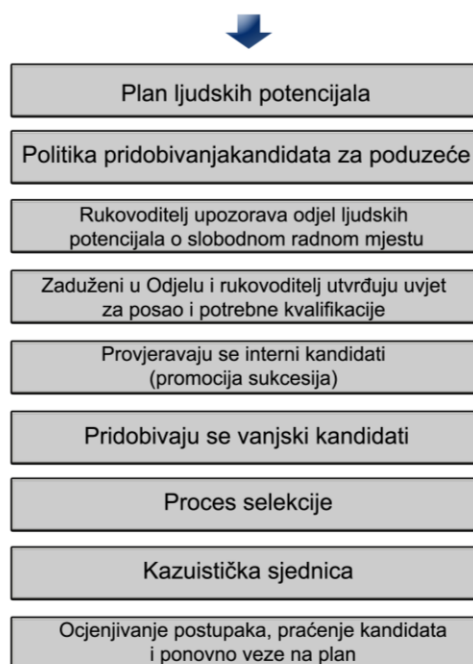 Plan ljudskih potencijala
Politika pridobivanjakandidata za poduzeće
Rukovoditelj upozorava odjel ljudskih
potencijala o slobodnom radnom mjestu
Zaduženi u Odjelu i rukovoditelj utvrđuju uvjet
za posao i potrebne kvalifikacije
Provjeravaju se interni kandidati
(promocija sukcesija)
Pridobivaju se vanjski kandidati
Proces selekcije
Kazuistička sjednica
Ocjenjivanje postupaka, praćenje kandidata
i ponovno veze na plan